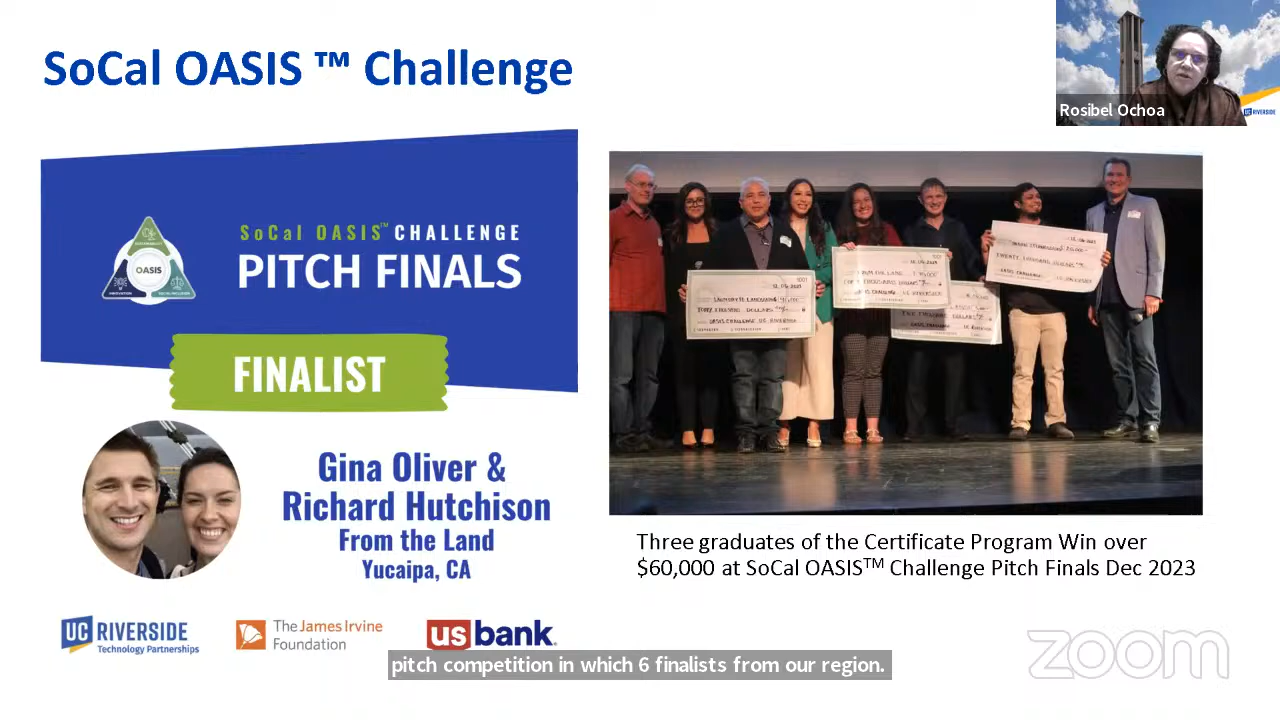 SoCal OASIS ™ Challenge
Rosibel Ochoa
UC RIVERSIDE
SoCal OASIS™ CHALLENGE
PITCH FINALS
OASIS
FINALIST
Gina Oliver &
Richard Hutchison
From the Land
Yucaipa, CA
UC RIVERSIDE
Technology Partnerships
The James Irvine
Foundation
us bank.
Three graduates of the Certificate Program Win over
$60,000 at SoCal OASIS™ Challenge Pitch Finals Dec 2023
pitch competition in which 6 finalists from our region.
zoom